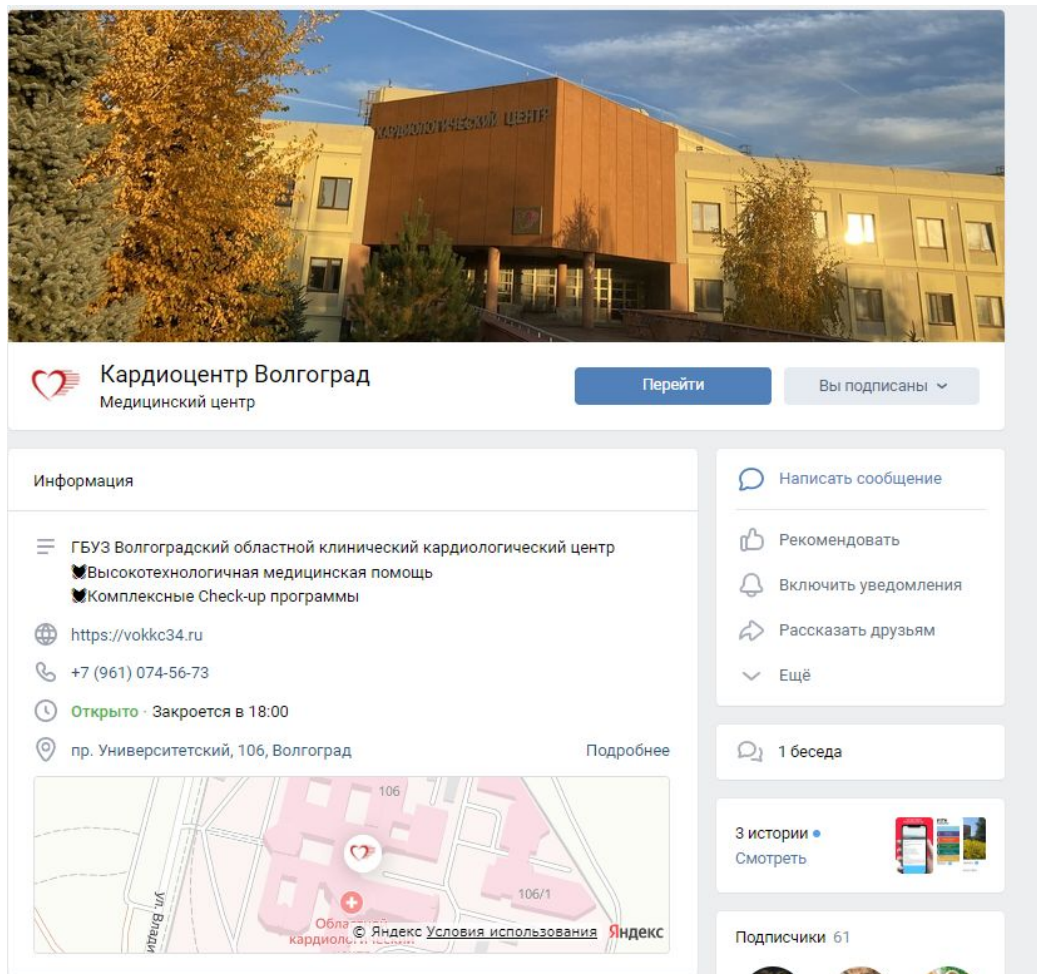 КАРДИОЛОГИЧЕСКИЙ ЦЕНТР
Кардиоцентр Волгоград
Медицинский центр
Перейти
Вы подписаны
Информация
ГБУЗ Волгоградский областной клинический кардиологический центр
Высокотехнологичная медицинская помощь
Комплексные Check-up программы
https://vokkc34.ru
+7 (961) 074-56-73
Открыто · Закроется в 18:00
пр. Университетский, 106, Волгоград
Подробнее
106
106/1
ул. Влади
Областной
кардиологический
© Яндекс Условия использования
Яндекс
Написать сообщение
Рекомендовать
Включить уведомления
Рассказать друзьям
Ещё
1 беседа
3 истории
Смотреть
Подписчики 61